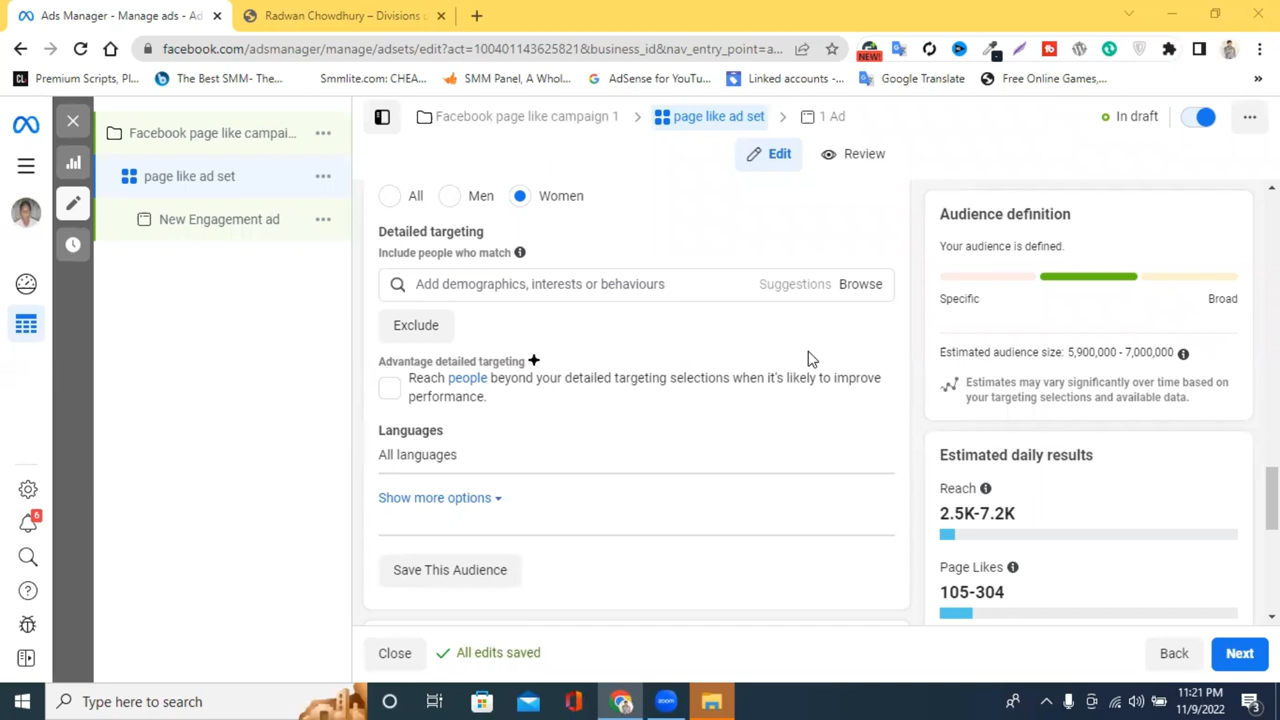 Ads Manager - Manage ads - Ad
Radwan Chowdhury – Divisions o
facebook.com/adsmanager/manage/adsets/edit?act=100401143625821&business_id&nav_entry_point=a...
NEW!
CL Premium Scripts, Pl...
The Best SMM- The...
Smmlite.com: CHEA...
SMM Panel, A Whol...
AdSense for YouTu...
Linked accounts -...
Google Translate
Free Online Games,...
»
Facebook page like campai...
page like ad set
New Engagement ad
6
Facebook page like campaign 1
page like ad set
1 Ad
In draft
Edit
Review
All
Men
Women
Detailed targeting
Include people who match
Add demographics, interests or behaviours
Suggestions
Browse
Exclude
Advantage detailed targeting
Reach people beyond your detailed targeting selections when it's likely to improve
performance.
Languages
All languages
Show more options
Save This Audience
Audience definition
Your audience is defined.
Specific
Broad
Estimated audience size: 5,900,000 - 7,000,000
Estimates may vary significantly over time based on
your targeting selections and available data.
Estimated daily results
Reach
2.5K-7.2K
Page Likes
105-304
Close
All edits saved
Back
Next
Type here to search
zoom
11:21 PM
11/9/2022
3